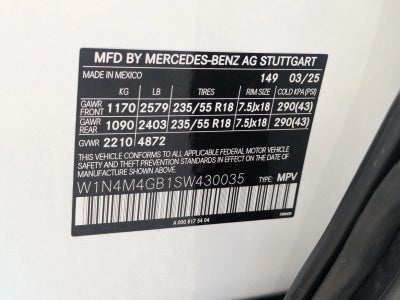 MFD BY MERCEDES-BENZ AG STUTTGART
MADE IN MEXICO 149 03/25
KG LB TIRES RIM SIZE COLD KPA(PSI)
GAWR FRONT 1170 2579 235/55 R18 7.5Jx18 290(43)
GAWR REAR 1090 2403 235/55 R18 7.5Jx18 290(43)
GVWR 2210 4872
THIS VEHICLE CONFORMS TO ALL APPLICABLE FEDERAL MOTOR VEHICLE
SAFETY AND THEFT PREVENTION STANDARDS IN EFFECT ON THE DATE
OF MANUFACTURE SHOWN ABOVE.
W1N4M4GB1SW430035 TYPE: MPV
A 000 817 54 04